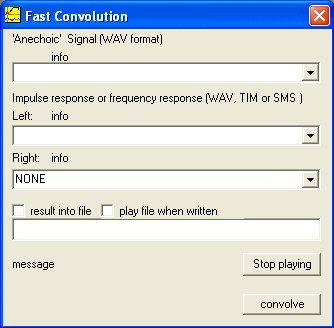 Fast Convolution
'Anechoic' Signal (WAV format)
info
Impulse response or frequency response (WAV, TIM or SMS )
Left: info
Right: info
NONE
result into file play file when written
message Stop playing
convolve